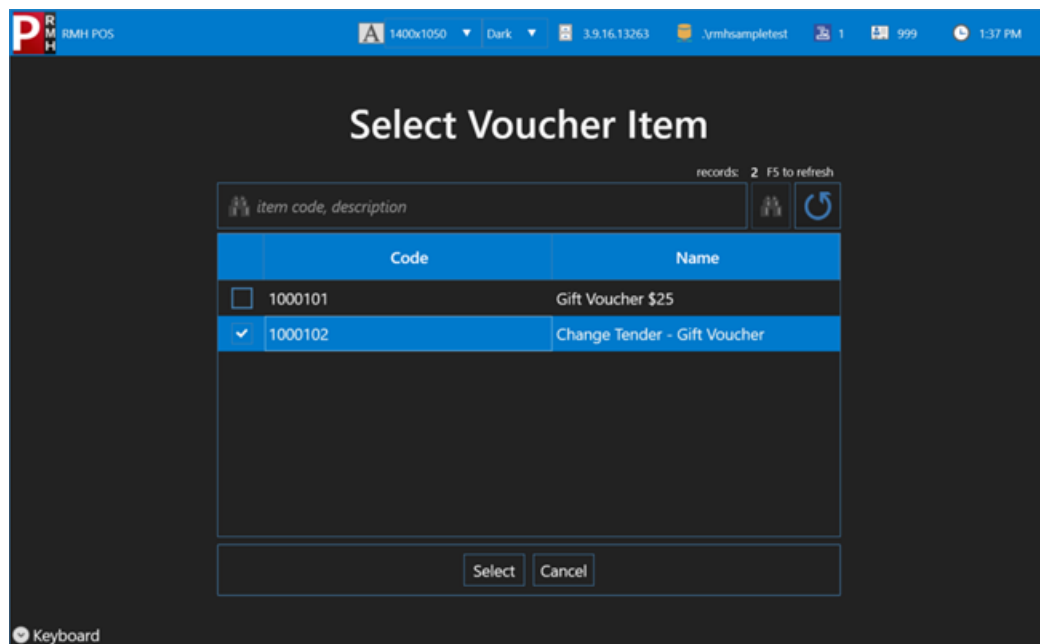 P RMH RMH POS A 1400x1050 Dark 3.9.16.13263 .\rmhsampletest 1 999 1:37 PM
Select Voucher Item
records: 2 F5 to refresh
item code, description
Code Name
1000101 Gift Voucher $25
1000102 Change Tender - Gift Voucher
Select Cancel
Keyboard